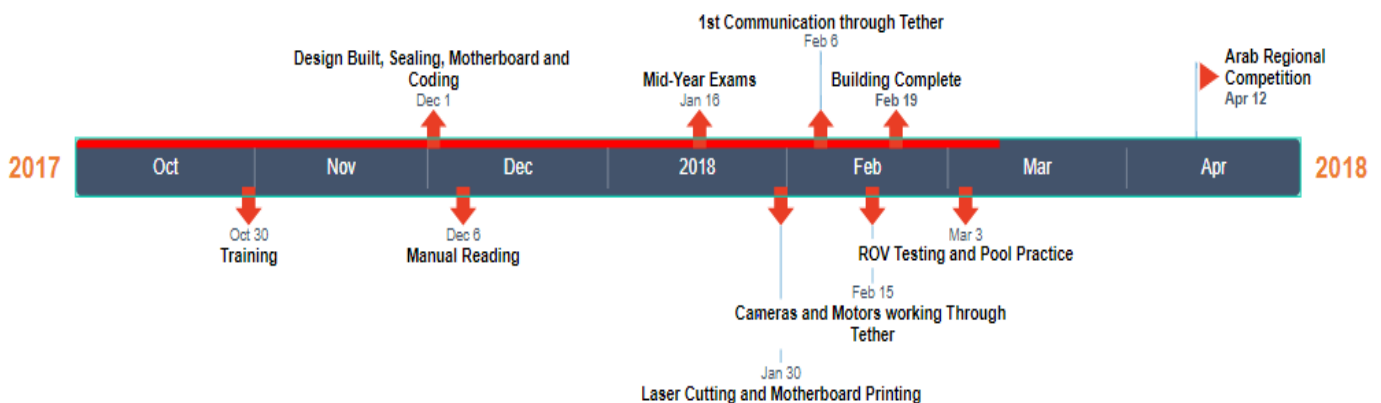 1st Communication through Tether
Feb 6
Design Built, Sealing, Motherboard and
Coding
Dec 1
Mid-Year Exams
Jan 16
Building Complete
Feb 19
Arab Regional
Competition
Apr 12
2017
Oct
Nov
Dec
2018
Feb
Mar
Apr
2018
Oct 30
Training
Dec 6
Manual Reading
Mar 3
ROV Testing and Pool Practice
Feb 15
Cameras and Motors working Through
Tether
Jan 30
Laser Cutting and Motherboard Printing